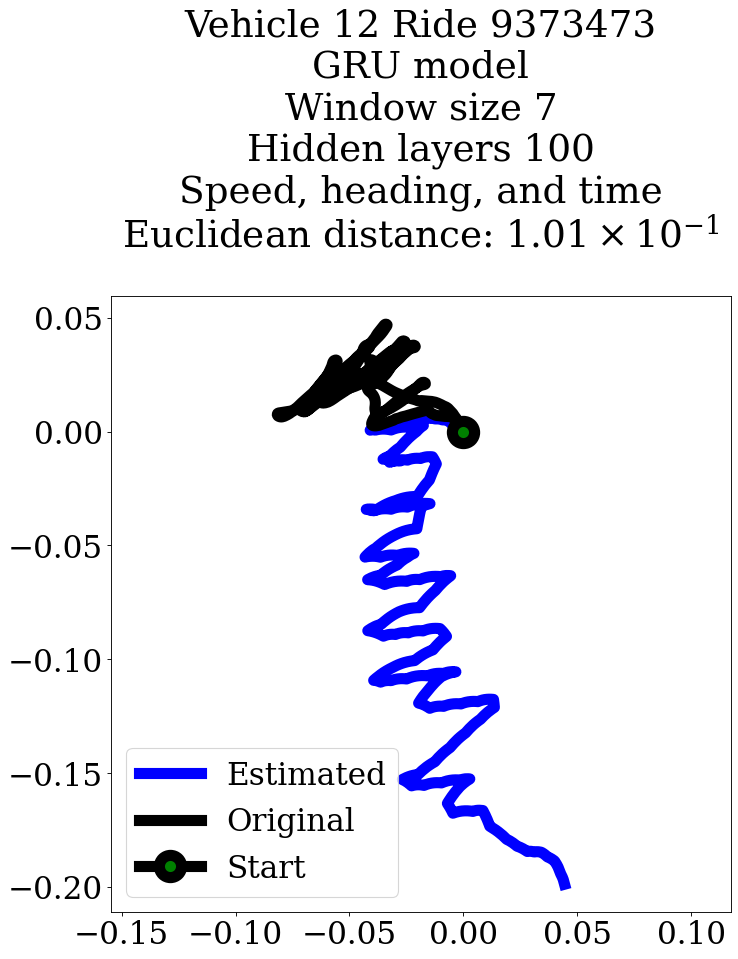 Vehicle 12 Ride 9373473
GRU model
Window size 7
Hidden layers 100
Speed, heading, and time
Euclidean distance: 1.01 × 10⁻¹
0.05
0.00
−0.05
−0.10
−0.15
−0.20
Estimated
Original
Start
−0.15 −0.10 −0.05 0.00 0.05 0.10